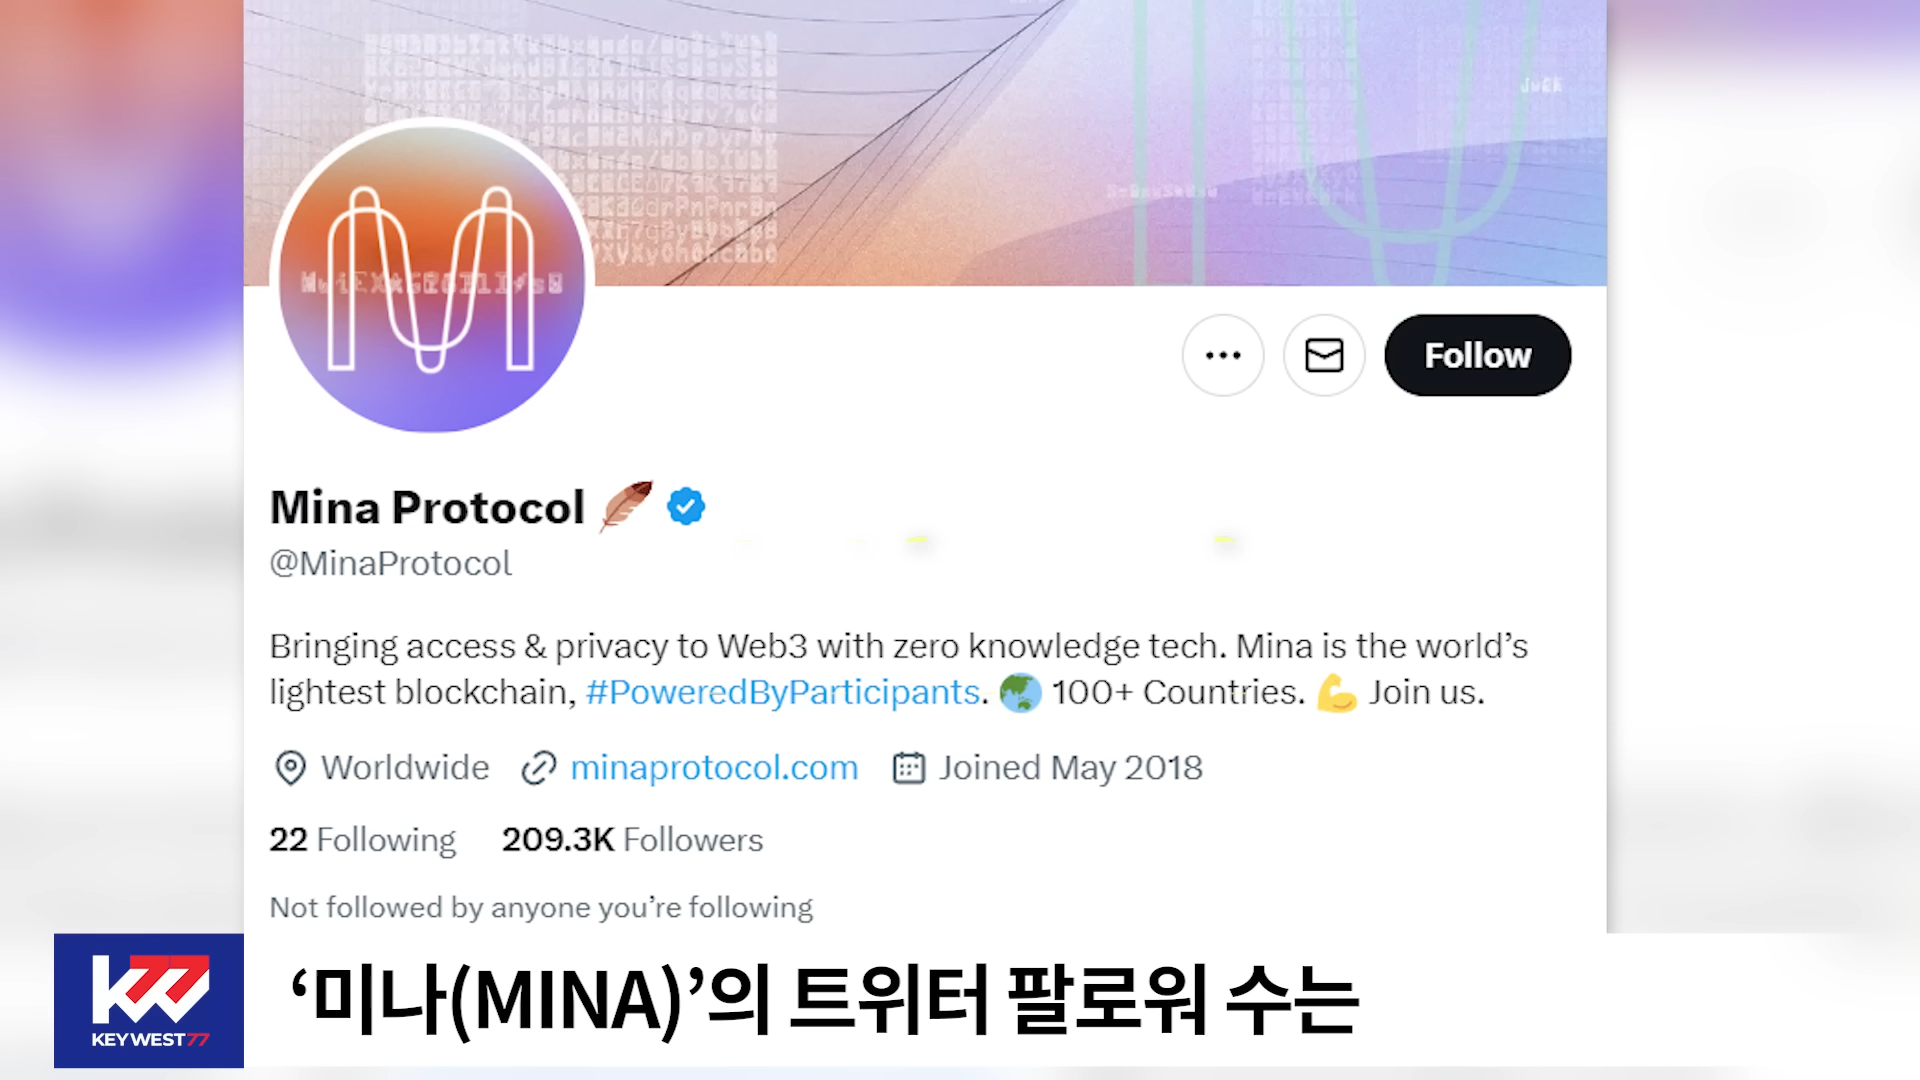 Follow
Mina Protocol
@MinaProtocol
Bringing access & privacy to Web3 with zero knowledge tech. Mina is the world’s
lightest blockchain, #PoweredByParticipants. 🌏 100+ Countries. 💪 Join us.
Worldwide minaprotocol.com Joined May 2018
22 Following 209.3K Followers
Not followed by anyone you’re following
‘미나(MINA)’의 트위터 팔로워 수는
K77
KEYWEST77